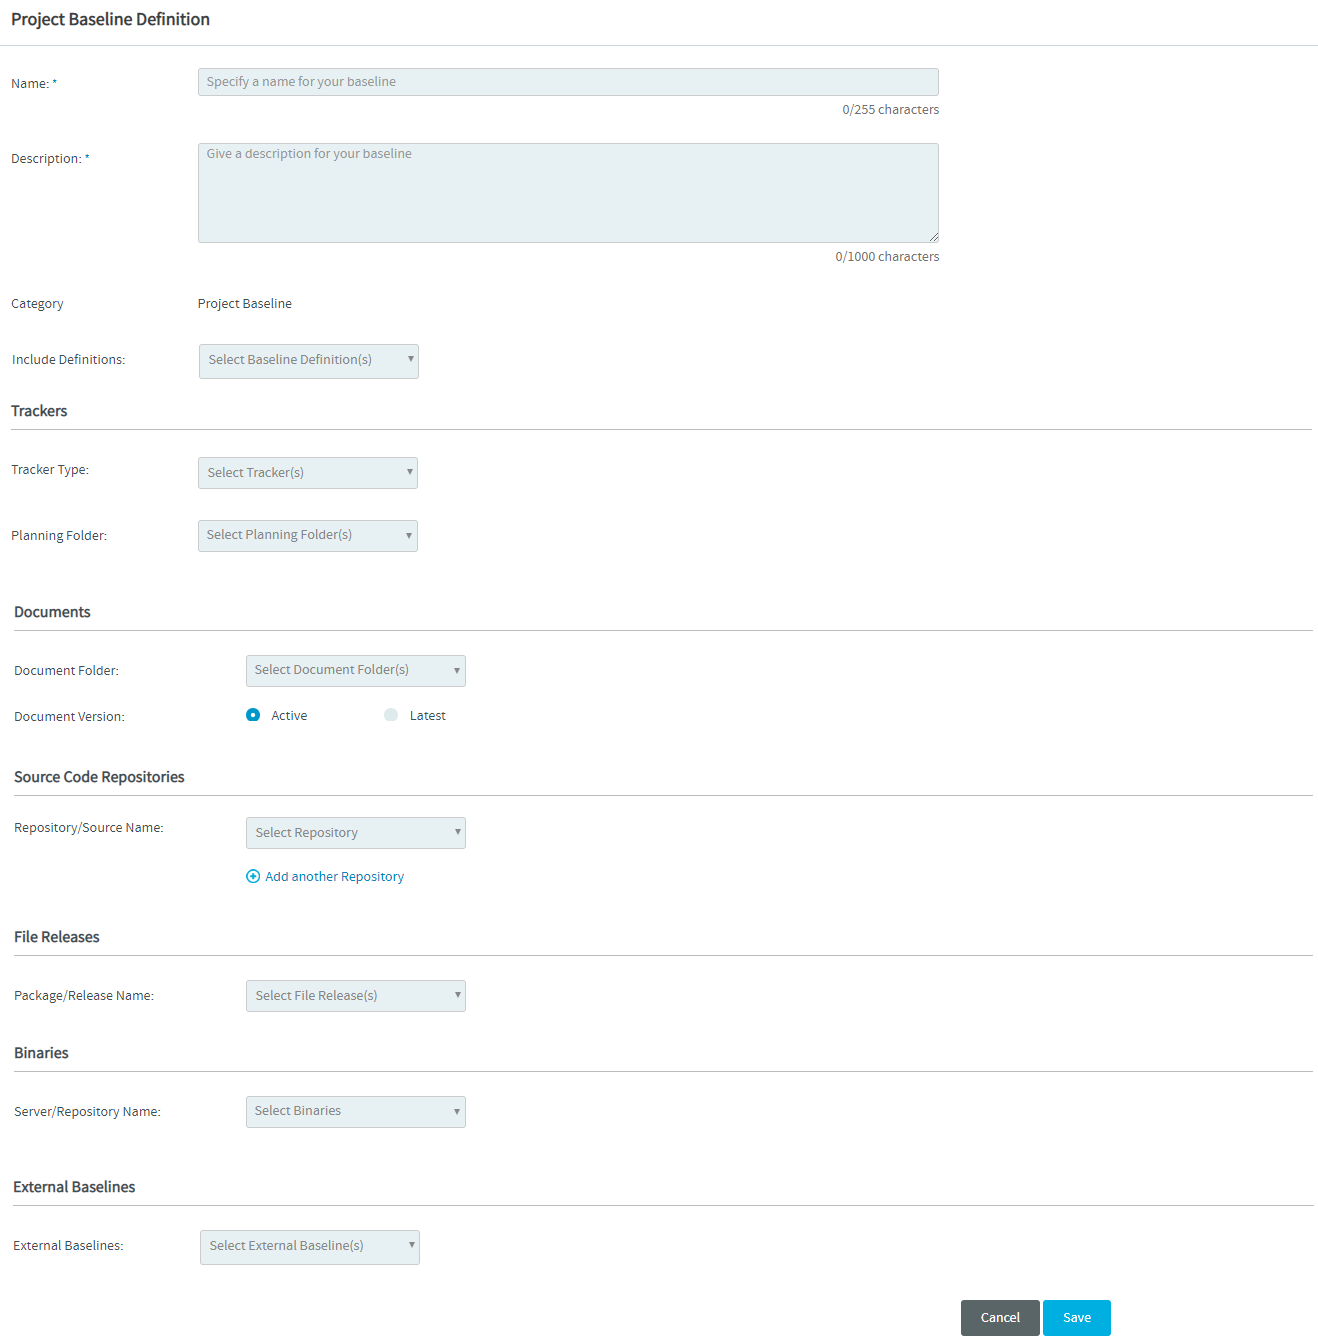 Project Baseline Definition
Name: *
Specify a name for your baseline
0/255 characters
Description: *
Give a description for your baseline
0/1000 characters
Category
Project Baseline
Include Definitions:
Select Baseline Definition(s)
Trackers
Tracker Type:
Select Tracker(s)
Planning Folder:
Select Planning Folder(s)
Documents
Document Folder:
Select Document Folder(s)
Document Version:
Active
Latest
Source Code Repositories
Repository/Source Name:
Select Repository
Add another Repository
File Releases
Package/Release Name:
Select File Release(s)
Binaries
Server/Repository Name:
Select Binaries
External Baselines
External Baselines:
Select External Baseline(s)
Cancel
Save